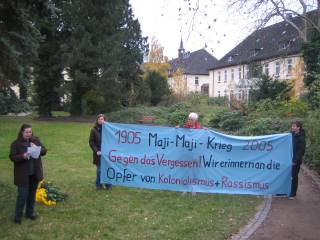 1905 Maji-Maji-Krieg 2005
Gegen das Vergessen! Wir erinnern an die
Opfer von Kolonialismus + Rassismus